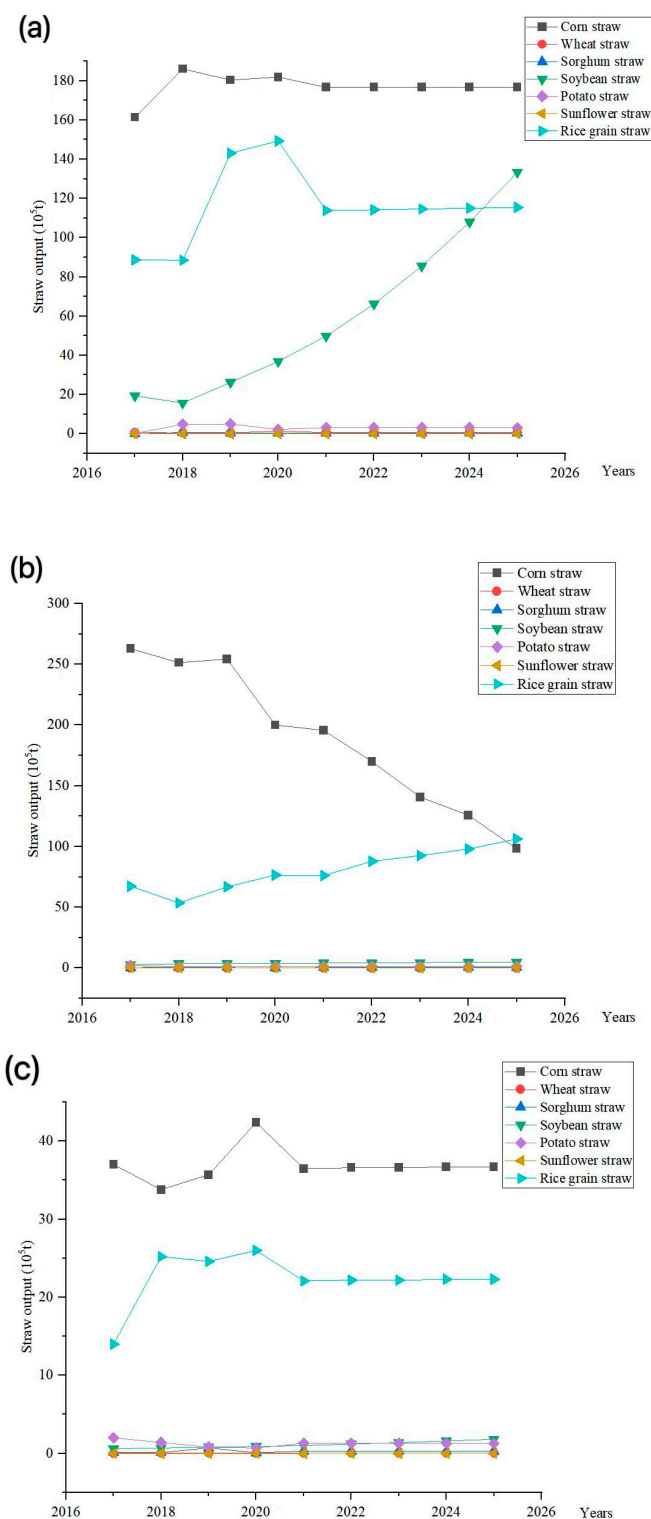 (a)
Corn straw
Wheat straw
Sorghum straw
Soybean straw
Potato straw
Sunflower straw
Rice grain straw
180
160
140
120
100
80
60
40
20
0
Straw output (10⁵t)
2016
2018
2020
2022
2024
2026
Years
(b)
Corn straw
Wheat straw
Sorghum straw
Soybean straw
Potato straw
Sunflower straw
Rice grain straw
300
250
200
150
100
50
0
Straw output (10⁵t)
2016
2018
2020
2022
2024
2026
Years
(c)
Corn straw
Wheat straw
Sorghum straw
Soybean straw
Potato straw
Sunflower straw
Rice grain straw
40
30
20
10
0
Straw output (10⁵t)
2016
2018
2020
2022
2024
2026
Years